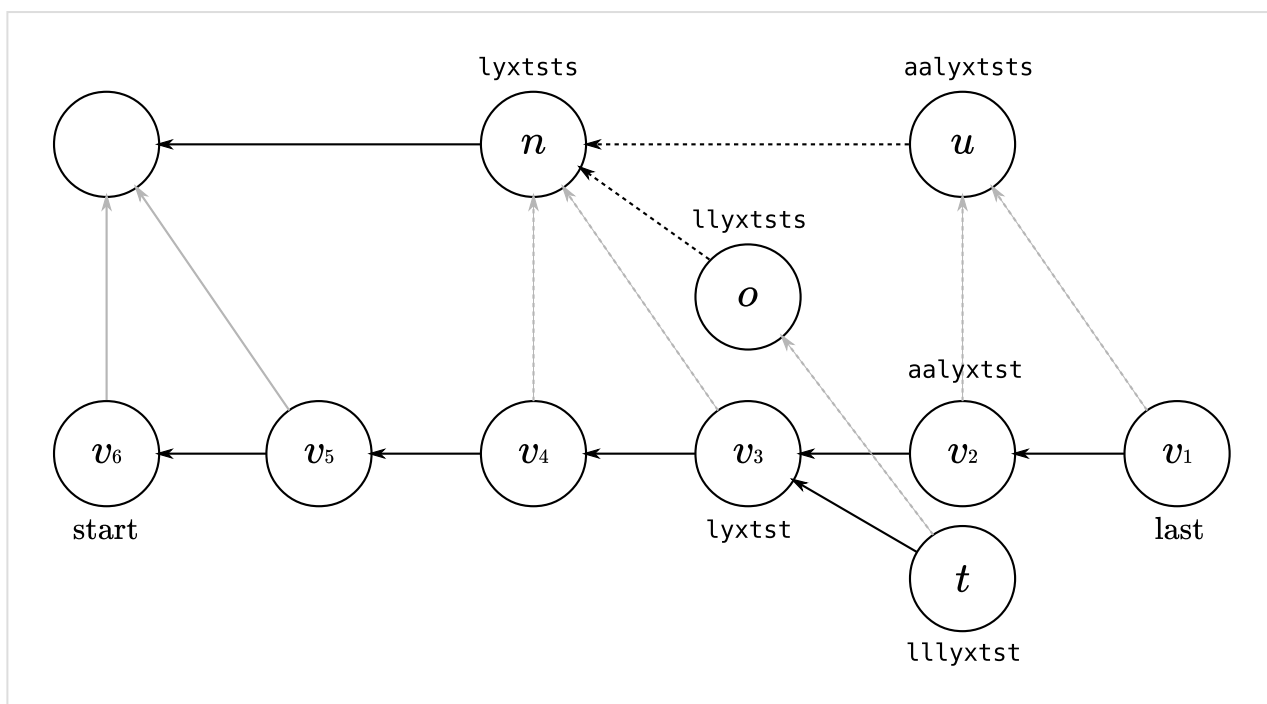 lyxtsts
aalyxtsts
n
u
llyxtsts
o
aalyxtst
v6
v5
v4
v3
v2
v1
start
lyxtst
last
t
lllyxtst